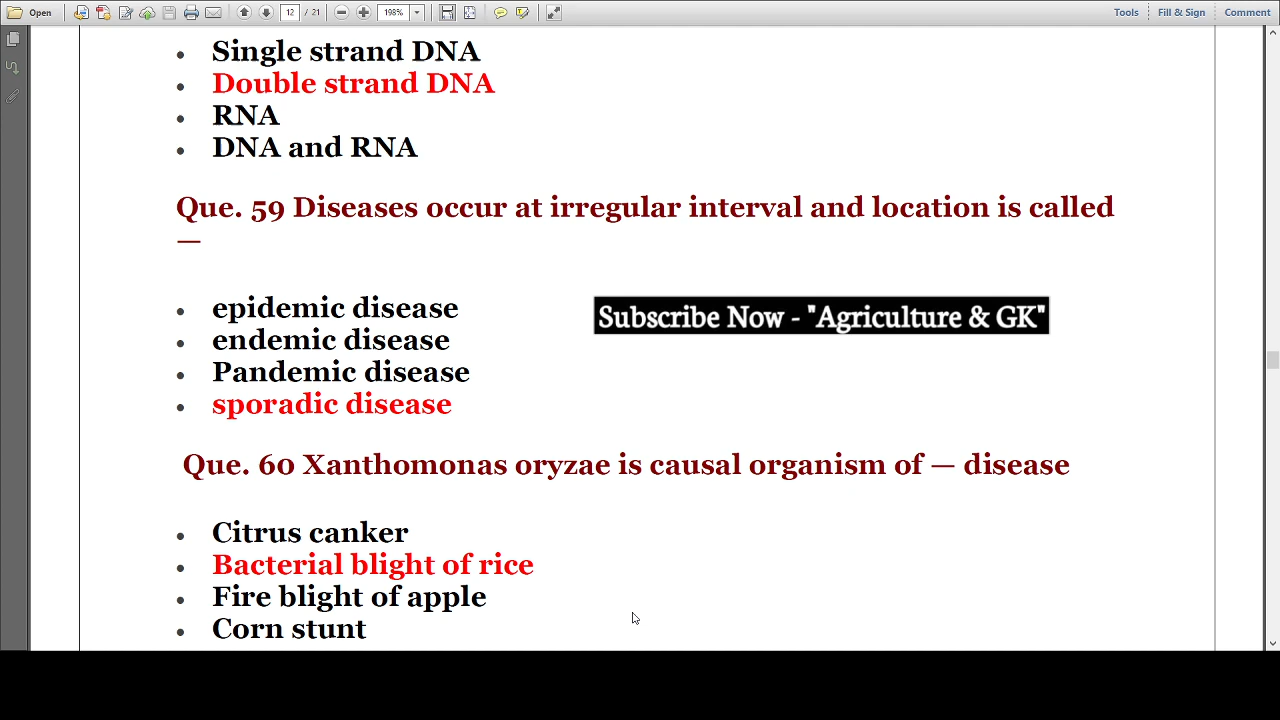 Open
12 / 21
198%
Tools
Fill & Sign
Comment
• Single strand DNA
• Double strand DNA
• RNA
• DNA and RNA
Que. 59 Diseases occur at irregular interval and location is called
—
• epidemic disease
Subscribe Now - "Agriculture & GK"
• endemic disease
• Pandemic disease
• sporadic disease
Que. 60 Xanthomonas oryzae is causal organism of — disease
• Citrus canker
• Bacterial blight of rice
• Fire blight of apple
• Corn stunt